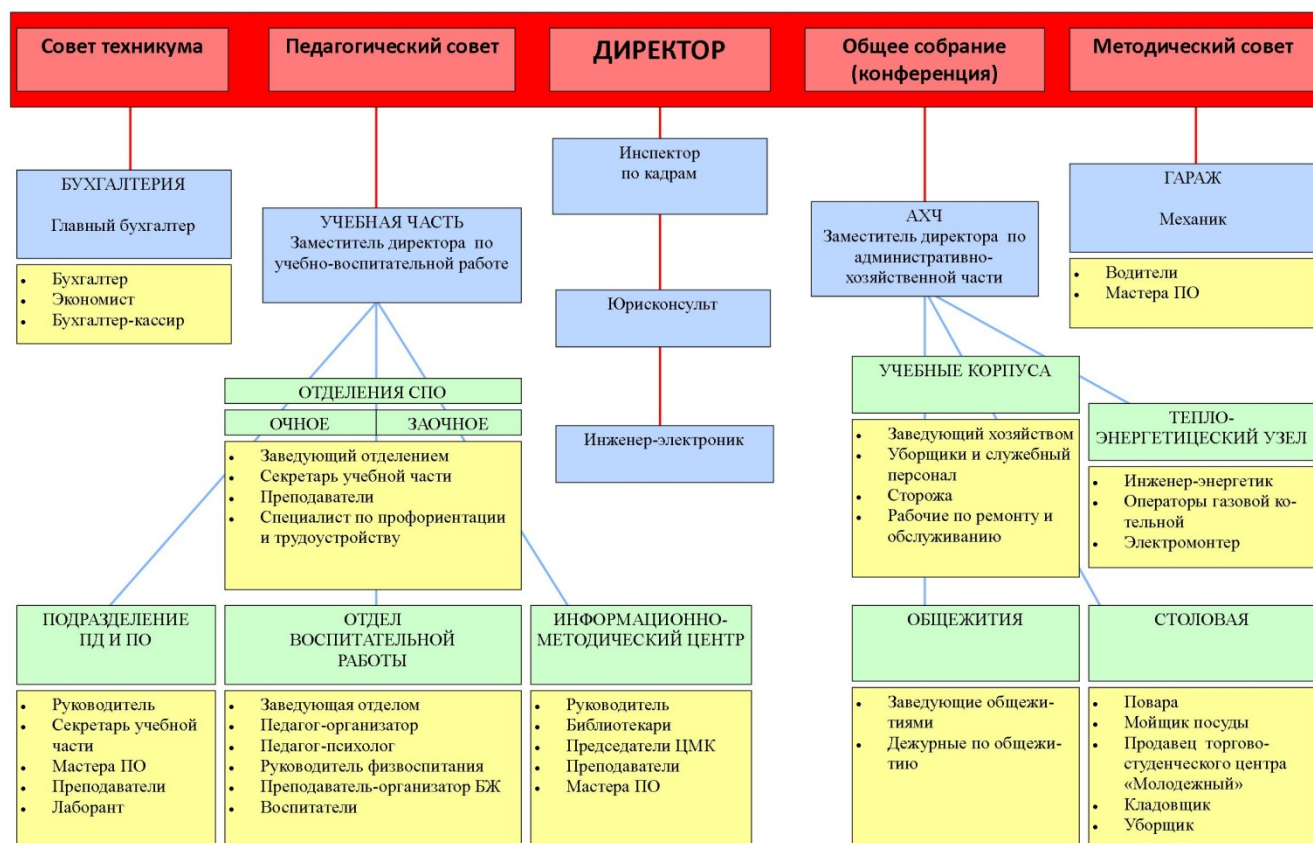 Совет техникума
Педагогический совет
ДИРЕКТОР
Общее собрание
(конференция)
Методический совет
БУХГАЛТЕРИЯ
Главный бухгалтер
• Бухгалтер
• Экономист
• Бухгалтер-кассир
УЧЕБНАЯ ЧАСТЬ
Заместитель директора по
учебно-воспитательной работе
Инспектор
по кадрам
Юрисконсульт
Инженер-электроник
АХЧ
Заместитель директора по
административно-
хозяйственной части
ГАРАЖ
Механик
• Водители
• Мастера ПО
ОТДЕЛЕНИЯ СПО
ОЧНОЕ
ЗАОЧНОЕ
• Заведующий отделением
• Секретарь учебной части
• Преподаватели
• Специалист по профориентации
и трудоустройству
УЧЕБНЫЕ КОРПУСА
• Заведующий хозяйством
• Уборщики и служебный
персонал
• Сторожа
• Рабочие по ремонту и
обслуживанию
ТЕПЛО-
ЭНЕРГЕТИЦЕСКИЙ УЗЕЛ
• Инженер-энергетик
• Операторы газовой ко-
тельной
• Электромонтер
ПОДРАЗДЕЛЕНИЕ
ПД И ПО
• Руководитель
• Секретарь учебной
части
• Мастера ПО
• Преподаватели
• Лаборант
ОТДЕЛ
ВОСПИТАТЕЛЬНОЙ
РАБОТЫ
• Заведующая отделом
• Педагог-организатор
• Педагог-психолог
• Руководитель физвоспитания
• Преподаватель-организатор БЖ
• Воспитатели
ИНФОРМАЦИОННО-
МЕТОДИЧЕСКИЙ ЦЕНТР
• Руководитель
• Библиотекари
• Председатели ЦМК
• Преподаватели
• Мастера ПО
ОБЩЕЖИТИЯ
• Заведующие общежи-
тиями
• Дежурные по общежи-
тию
СТОЛОВАЯ
• Повара
• Мойщик посуды
• Продавец торгово-
студенческого центра
«Молодежный»
• Кладовщик
• Уборщик